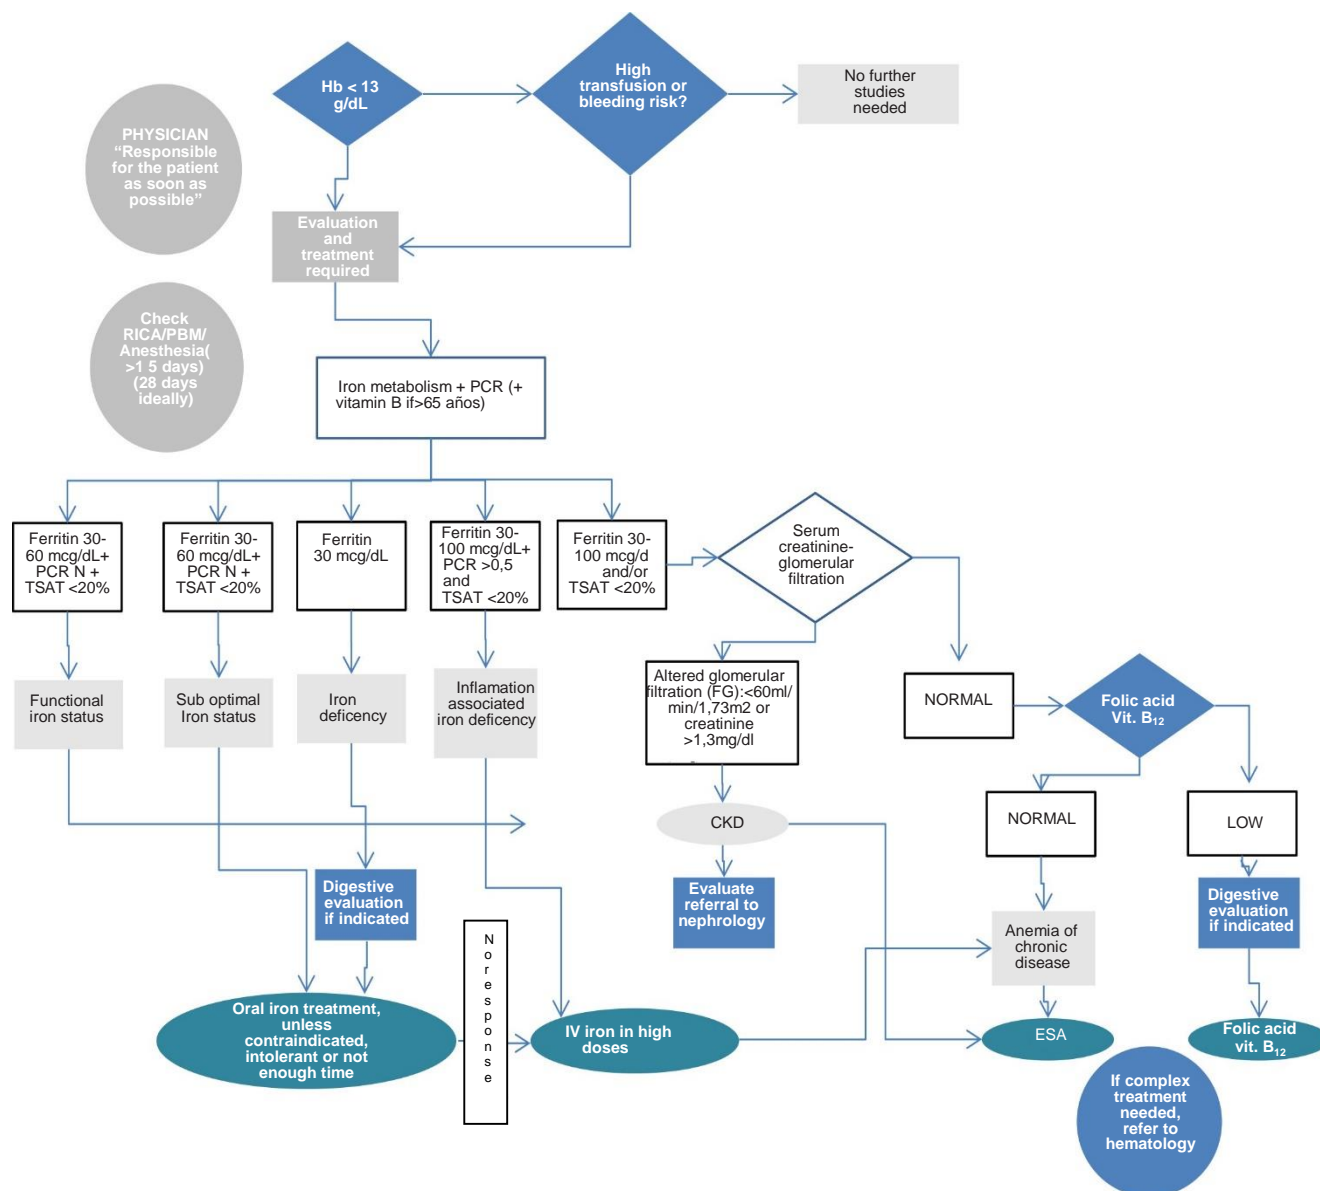 Hb < 13
g/dL
High
transfusion or
bleeding risk?
No further
studies
needed
PHYSICIAN
“Responsible
for the patient
as soon as
possible”
Evaluation
and
treatment
required
Check
RICA/PBM/
Anesthesia(
>1 5 days)
(28 days
ideally)
Iron metabolism + PCR (+
vitamin B if>65 años)
Ferritin 30-
60 mcg/dL+
PCR N +
TSAT <20%
Ferritin 30-
60 mcg/dL+
PCR N +
TSAT <20%
Ferritin
30 mcg/dL
Ferritin 30-
100 mcg/dL+
PCR >0,5
and
TSAT <20%
Ferritin 30-
100 mcg/d
and/or
TSAT <20%
Serum
creatinine-
glomerular
filtration
Functional
iron status
Sub optimal
Iron status
Iron
deficency
Inflamation
associated
iron deficency
Altered glomerular
filtration (FG):<60ml/
min/1,73m2 or
creatinine
>1,3mg/dl
NORMAL
Folic acid
Vit. B12
CKD
NORMAL
LOW
Digestive
evaluation
if indicated
Evaluate
referral to
nephrology
Digestive
evaluation
if indicated
Anemia of
chronic
disease
No response
Oral iron treatment,
unless
contraindicated,
intolerant or not
enough time
IV iron in high
doses
ESA
Folic acid
vit. B12
If complex
treatment
needed,
refer to
hematology